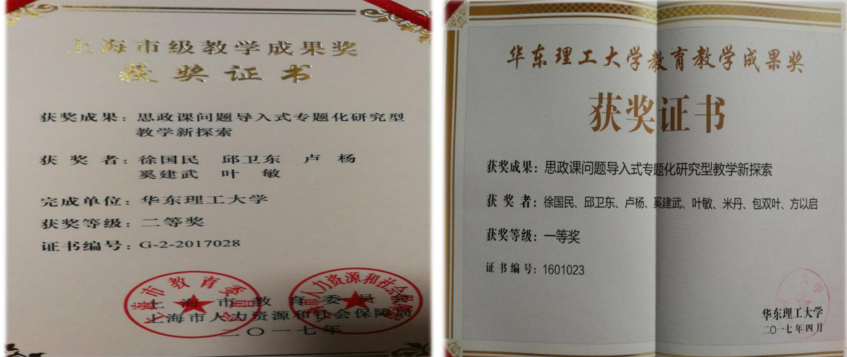 上海市级教学成果奖
获奖证书
获奖成果：思政课问题导入式专题化研究型
教学新探索
获 奖 者：徐国民 邱卫东 卢 杨
奚建武 叶 敏
完成单位：华东理工大学
获奖等级：二等奖
证书编号：G-2-2017028
上海市教育委员会
上海市人力资源和社会保障局
二〇一七年
华东理工大学教育教学成果奖
获奖证书
获奖成果：思政课问题导入式专题化研究型教学新探索
获 奖 者：徐国民、邱卫东、卢杨、奚建武、叶敏、米丹、包双叶、方以启
获奖等级：一等奖
证书编号：1601023
华东理工大学
二〇一七年四月